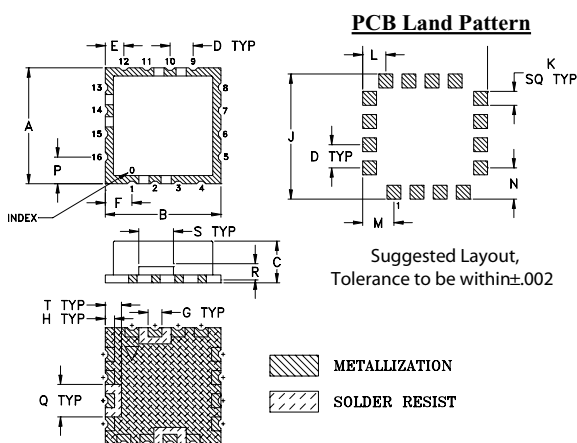 PCB Land Pattern
E
D TYP
12 11 10 9
13
14
15
16
8
7
6
5
A
P
0
1 2 3 4
INDEX
F
B
L
K
SQ TYP
J
D TYP
N
1
M
S TYP
C
R
Suggested Layout,
Tolerance to be within±.002
T TYP
H TYP
G TYP
Q TYP
METALLIZATION
SOLDER RESIST